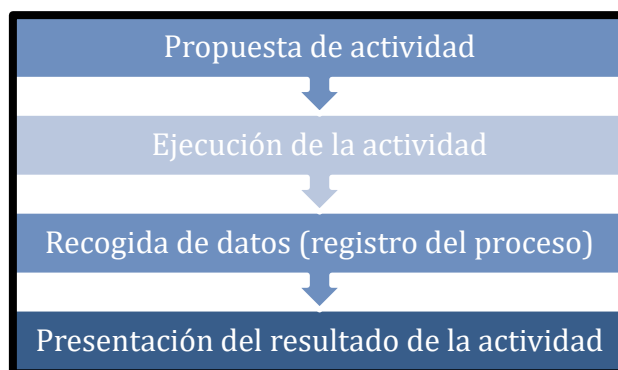 Propuesta de actividad
Ejecución de la actividad
Recogida de datos (registro del proceso)
Presentación del resultado de la actividad